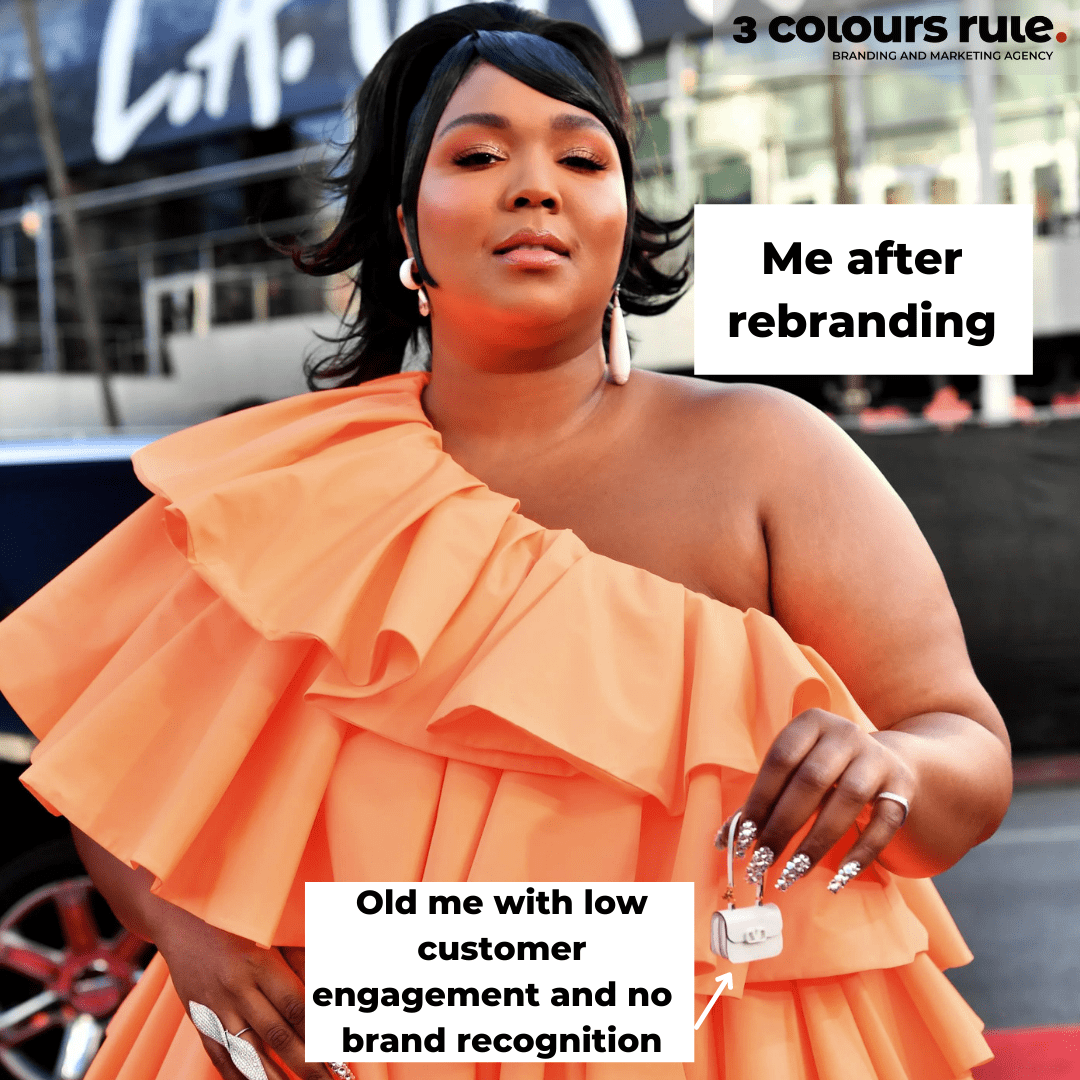 L.A. 
3 colours rule.
BRANDING AND MARKETING AGENCY
Me after
rebranding
Old me with low
customer
engagement and no
brand recognition